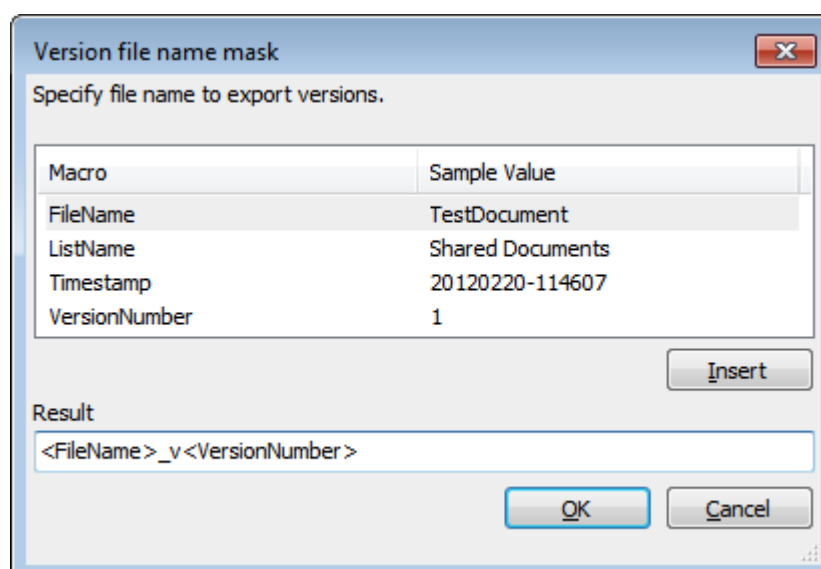 Version file name mask
Specify file name to export versions.
Macro Sample Value
FileName TestDocument
ListName Shared Documents
Timestamp 20120220-114607
VersionNumber 1
Insert
Result
<FileName>_v<VersionNumber>
OK Cancel